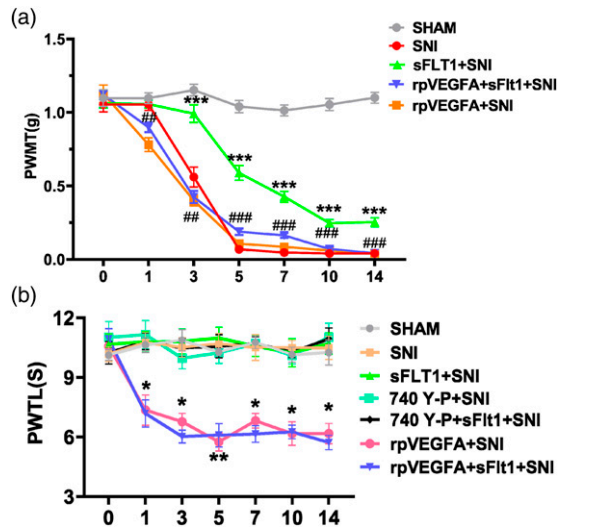 (a)
SHAM
SNI
sFLT1+SNI
rpVEGFA+sFlt1+SNI
rpVEGFA+SNI
PWMT(g)
1.5
1.0
0.5
0.0
##
***
##
***
###
***
###
***
###
***
###
0 1 3 5 7 10 14
(b)
SHAM
SNI
sFLT1+SNI
740 Y-P+SNI
740 Y-P+sFlt1+SNI
rpVEGFA+SNI
rpVEGFA+sFlt1+SNI
PWTL(S)
12
9
6
3
*
*
**
*
*
*
0 1 3 5 7 10 14